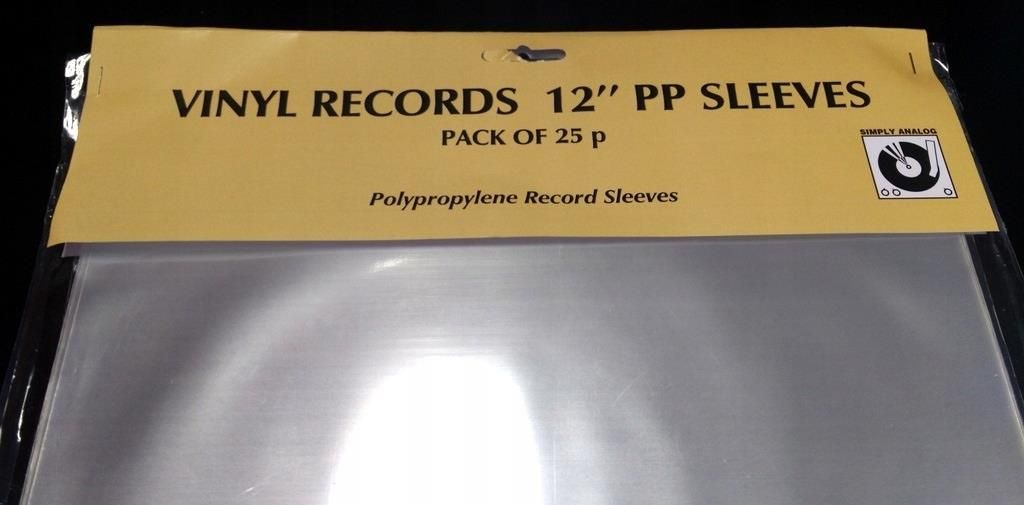 VINYL RECORDS 12″ PP SLEEVES
PACK OF 25 p
SIMPLY ANALOG
Polypropylene Record Sleeves